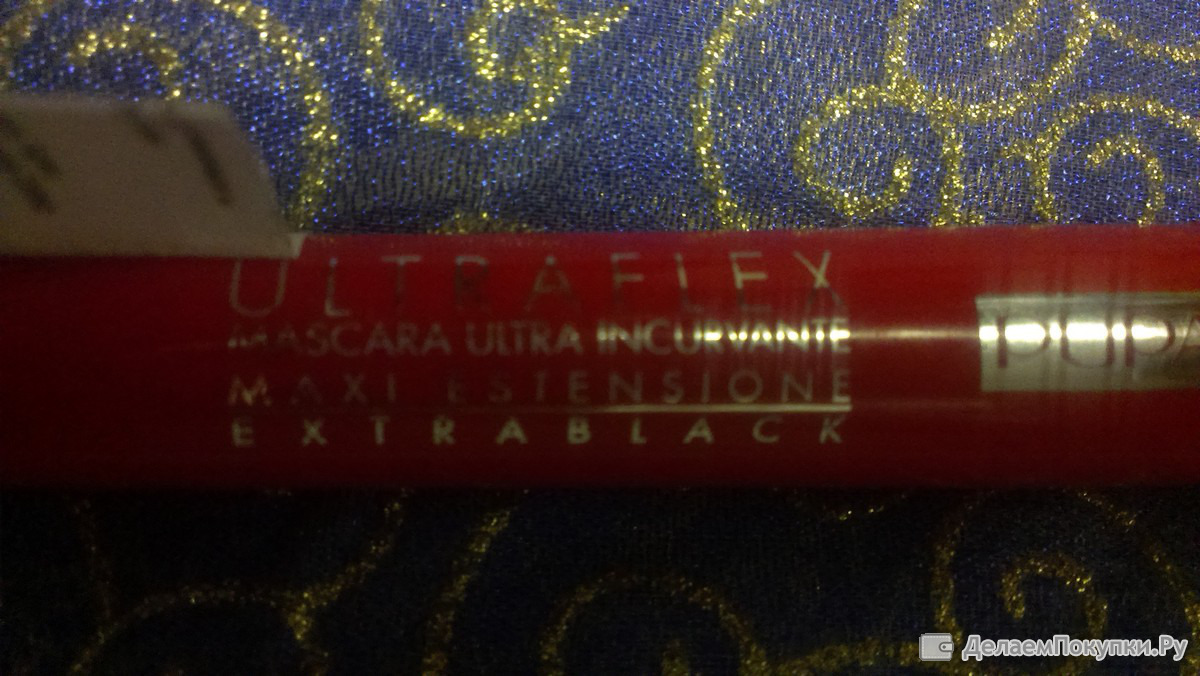 ULTRAFLEX
MASCARA ULTRA INCURVANTE
MAXI ESTENSIONE
EXTRABLACK
pupa
ДелаемПокупки.Ру